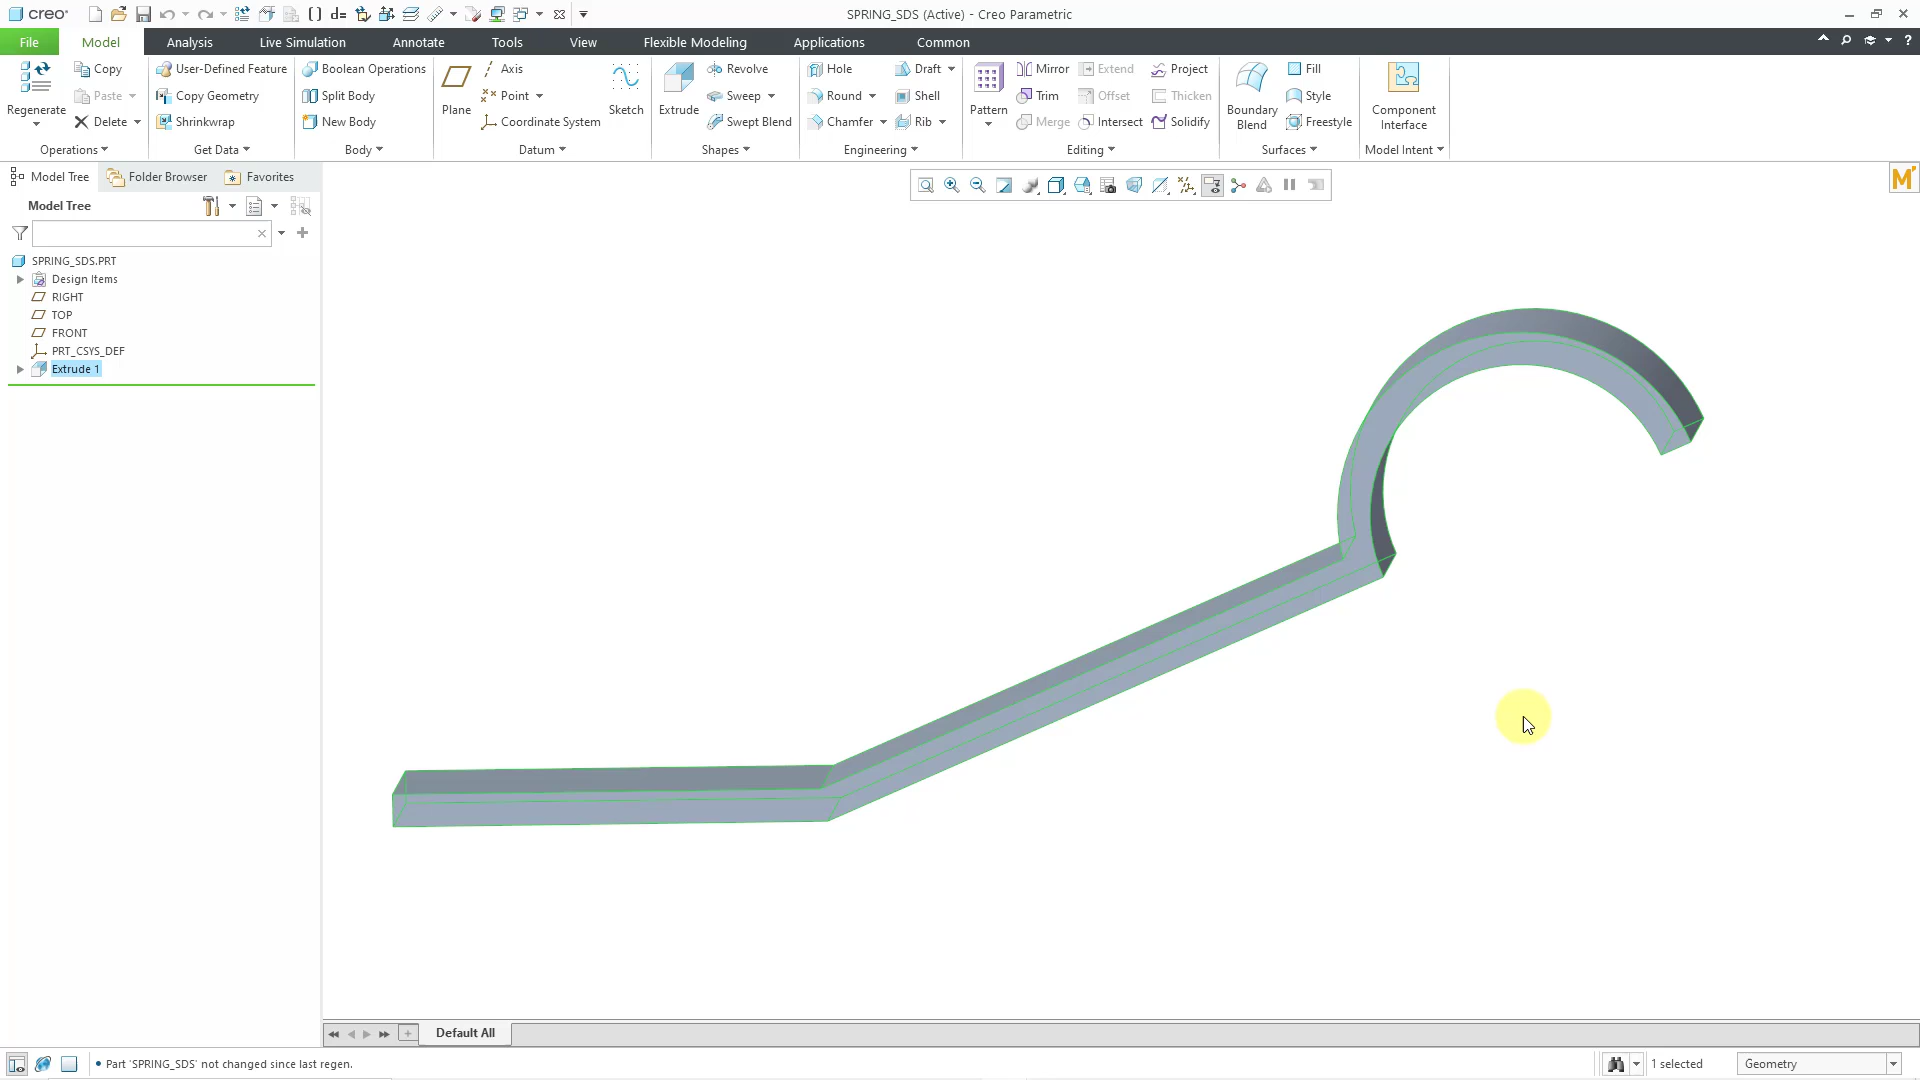 creo
SPRING_SDS (Active) - Creo Parametric
File
Model
Analysis
Live Simulation
Annotate
Tools
View
Flexible Modeling
Applications
Common
Regenerate
Copy
Paste
Delete
Operations
User-Defined Feature
Copy Geometry
Shrinkwrap
Get Data
Boolean Operations
Split Body
New Body
Body
Plane
Axis
Point
Coordinate System
Sketch
Datum
Extrude
Revolve
Sweep
Swept Blend
Shapes
Hole
Round
Chamfer
Draft
Shell
Rib
Engineering
Pattern
Mirror
Trim
Merge
Extend
Offset
Intersect
Project
Thicken
Solidify
Editing
Boundary
Blend
Fill
Style
Freestyle
Surfaces
Component
Interface
Model Intent
Model Tree
Folder Browser
Favorites
Model Tree
SPRING_SDS.PRT
Design Items
RIGHT
TOP
FRONT
PRT_CSYS_DEF
Extrude 1
M
Default All
• Part 'SPRING_SDS' not changed since last regen.
1 selected
Geometry